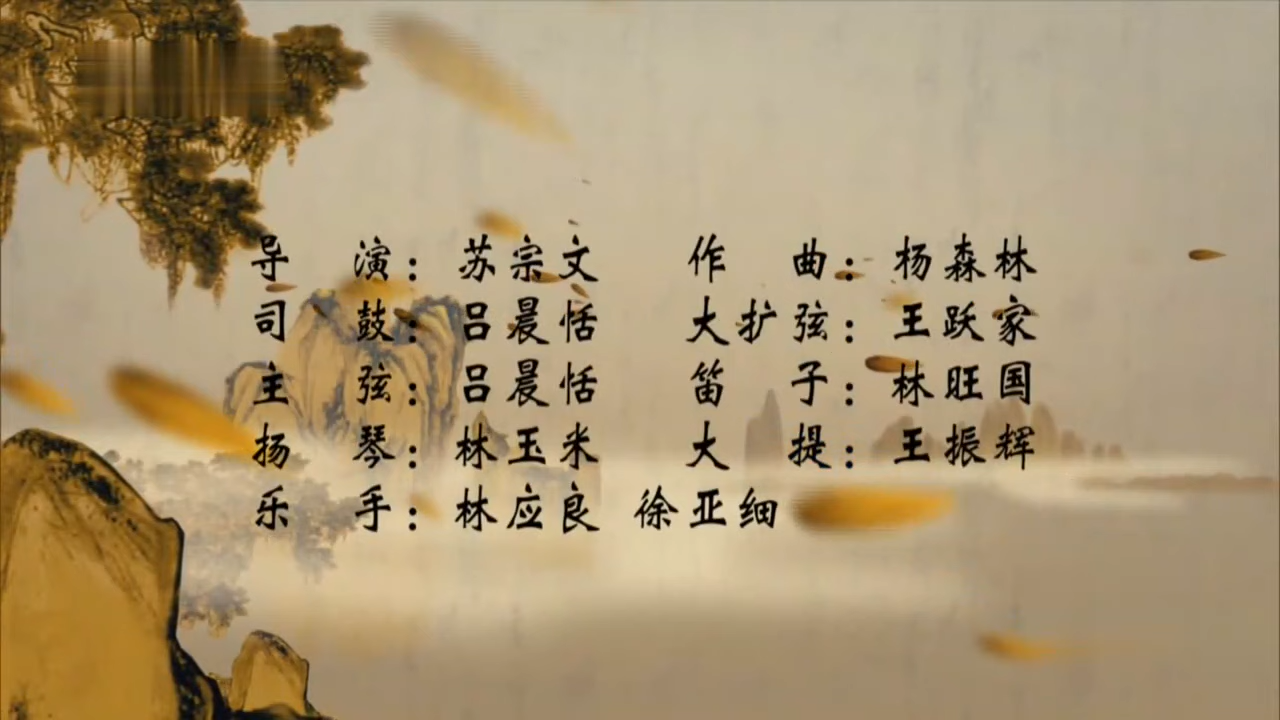 导 演：苏宗文 作 曲：杨森林
司 鼓：吕晨恬 大扩弦：王跃家
主 弦：吕晨恬 笛 子：林旺国
扬 琴：林玉米 大 提：王振辉
乐 手：林应良 徐亚细